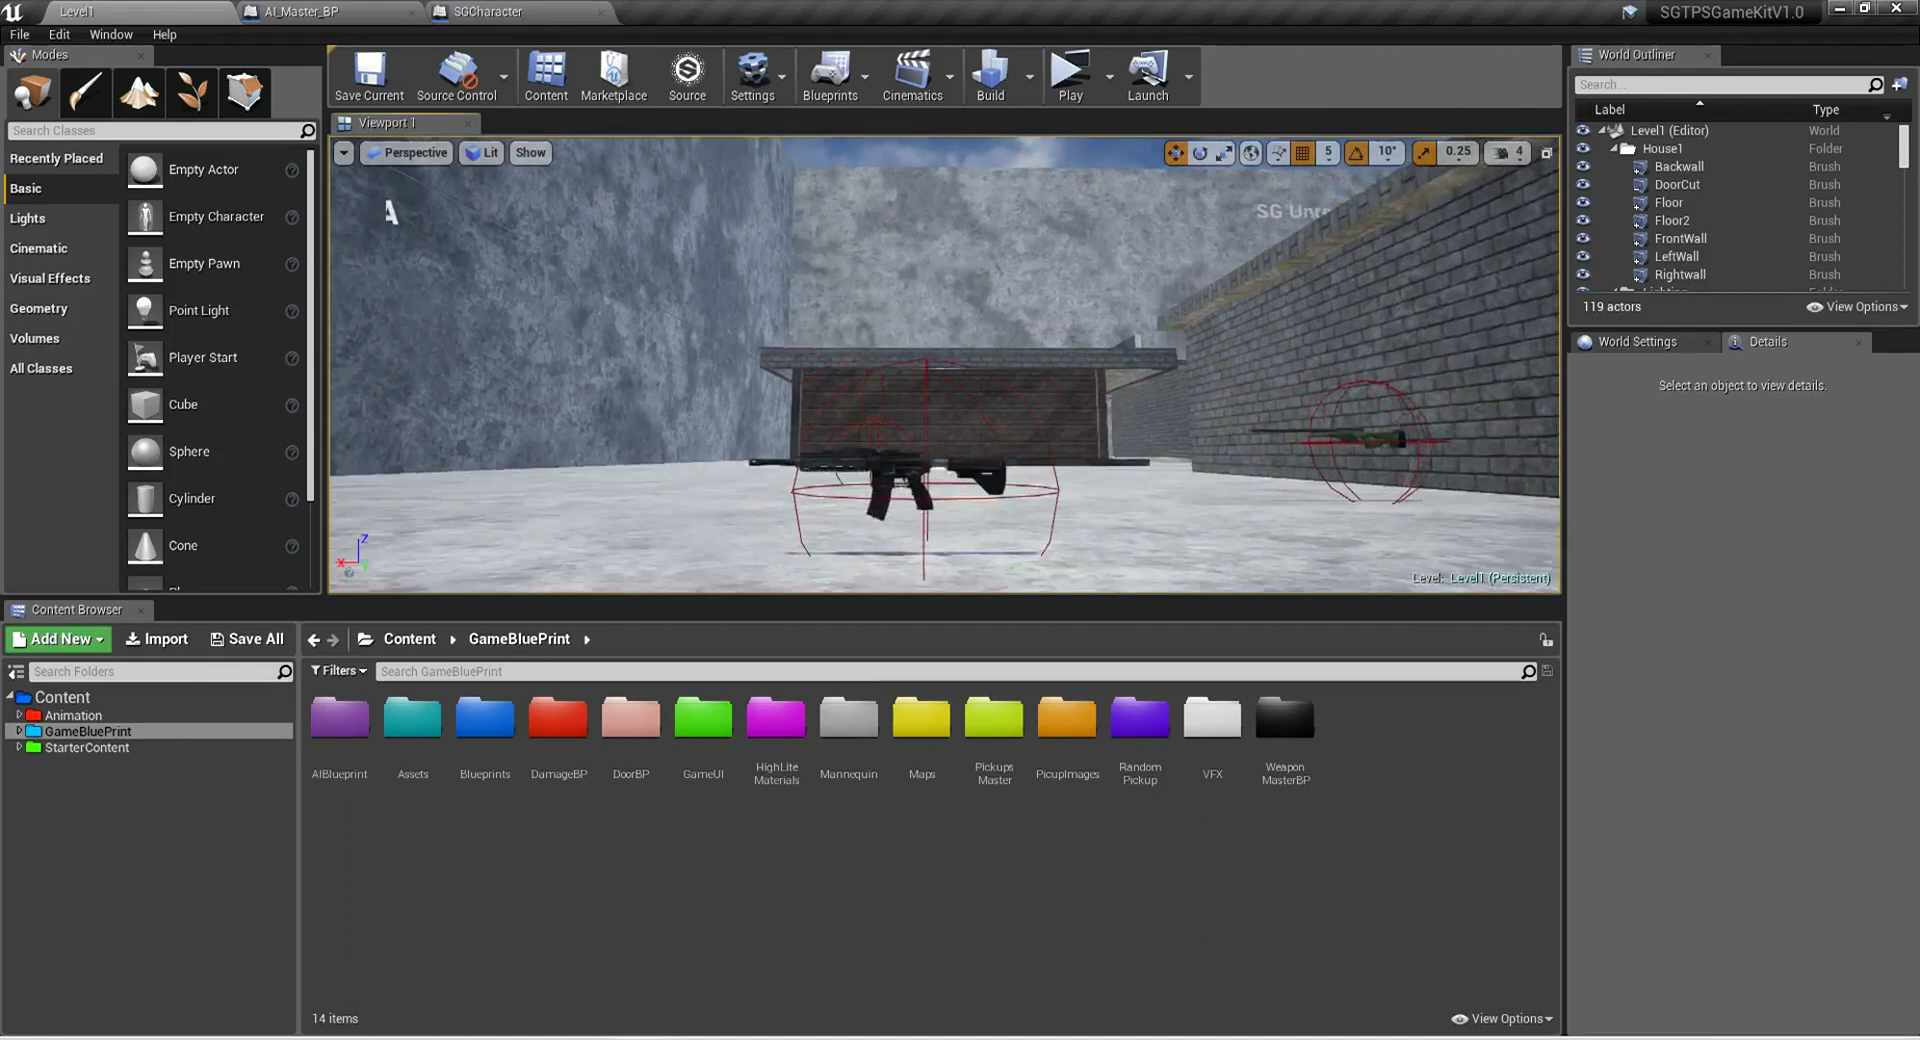 Level1
AI_Master_BP
SGCharacter
SGTPSGameKitV1.0
File Edit Window Help
Modes
Search Classes
Recently Placed
Basic
Lights
Cinematic
Visual Effects
Geometry
Volumes
All Classes
Empty Actor
Empty Character
Empty Pawn
Point Light
Player Start
Cube
Sphere
Cylinder
Cone
Save Current
Source Control
Content
Marketplace
Source
Settings
Blueprints
Cinematics
Build
Play
Launch
Viewport 1
Perspective
Lit
Show
5
10°
0.25
4
A
SG
Z
X
Level: Level1 (Persistent)
World Outliner
Search...
Label Type
Level1 (Editor) World
House1 Folder
Backwall Brush
DoorCut Brush
Floor Brush
Floor2 Brush
FrontWall Brush
LeftWall Brush
Rightwall Brush
Lighting Folder
119 actors
View Options
World Settings
Details
Select an object to view details.
Content Browser
Add New
Import
Save All
Content
GameBluePrint
Search Folders
Filters
Search GameBluePrint
Content
Animation
GameBluePrint
StarterContent
AIBlueprint
Assets
Blueprints
DamageBP
DoorBP
GameUI
HighLite
Materials
Mannequin
Maps
Pickups
Master
PicupImages
Random
Pickup
VFX
Weapon
MasterBP
14 items
View Options